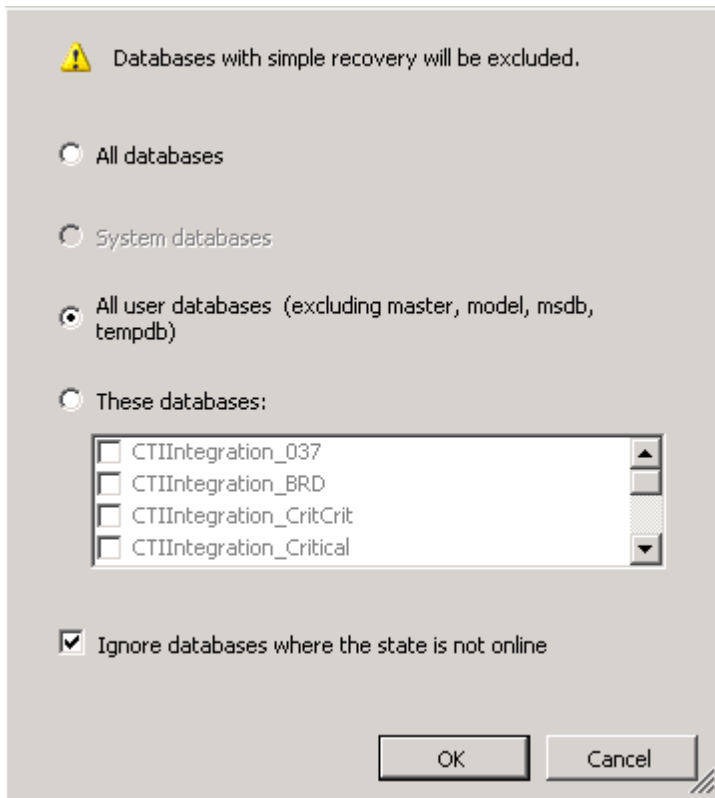 Databases with simple recovery will be excluded.
All databases
System databases
All user databases  (excluding master, model, msdb,
tempdb)
These databases:
CTIIntegration_037
CTIIntegration_BRD
CTIIntegration_CritCrit
CTIIntegration_Critical
Ignore databases where the state is not online
OK
Cancel